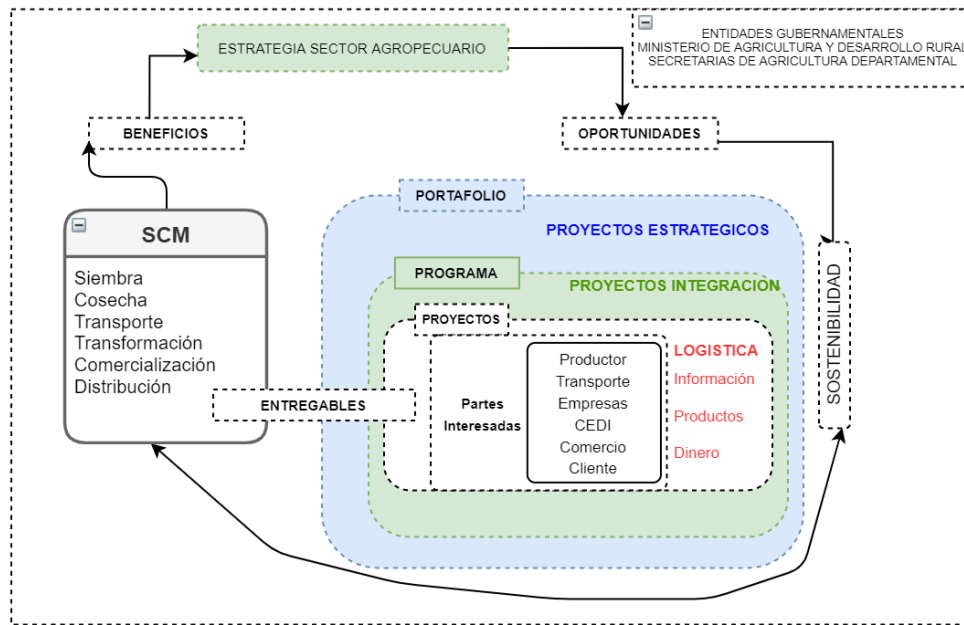 ESTRATEGIA SECTOR AGROPECUARIO
ENTIDADES GUBERNAMENTALES
MINISTERIO DE AGRICULTURA Y DESARROLLO RURAL
SECRETARIAS DE AGRICULTURA DEPARTAMENTAL
BENEFICIOS
OPORTUNIDADES
PORTAFOLIO
PROYECTOS ESTRATEGICOS
SCM
Siembra
Cosecha
Transporte
Transformación
Comercialización
Distribución
PROGRAMA
PROYECTOS INTEGRACIÓN
PROYECTOS
ENTREGABLES
Partes
Interesadas
Productor
Transporte
Empresas
CEDI
Comercio
Cliente
LOGISTICA
Información
Productos
Dinero
SOSTENIBILIDAD